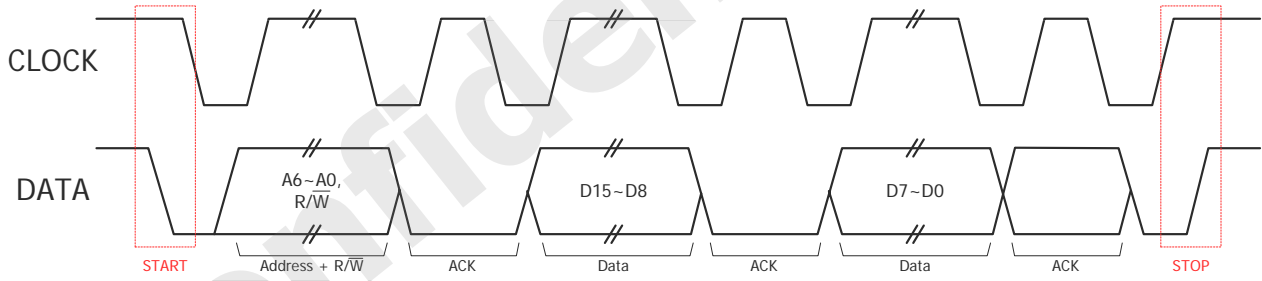 CLOCK
DATA
A6~A0,
R/W̅
D15~D8
D7~D0
START
Address + R/W̅
ACK
Data
ACK
Data
ACK
STOP